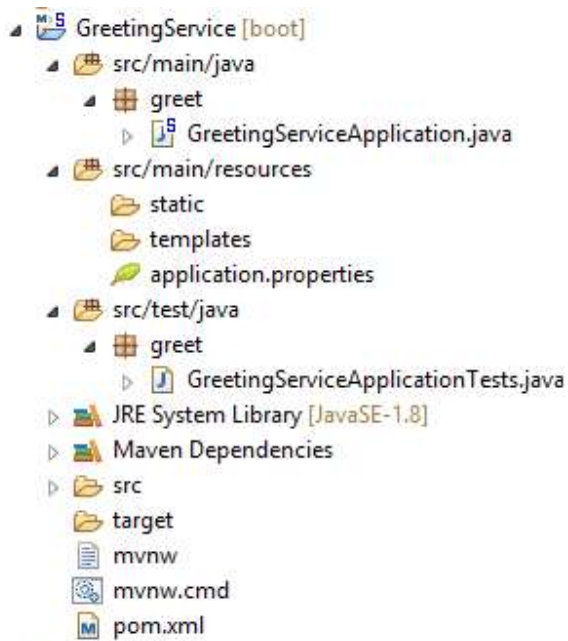 GreetingService [boot]
src/main/java
greet
GreetingServiceApplication.java
src/main/resources
static
templates
application.properties
src/test/java
greet
GreetingServiceApplicationTests.java
JRE System Library [JavaSE-1.8]
Maven Dependencies
src
target
mvnw
mvnw.cmd
pom.xml